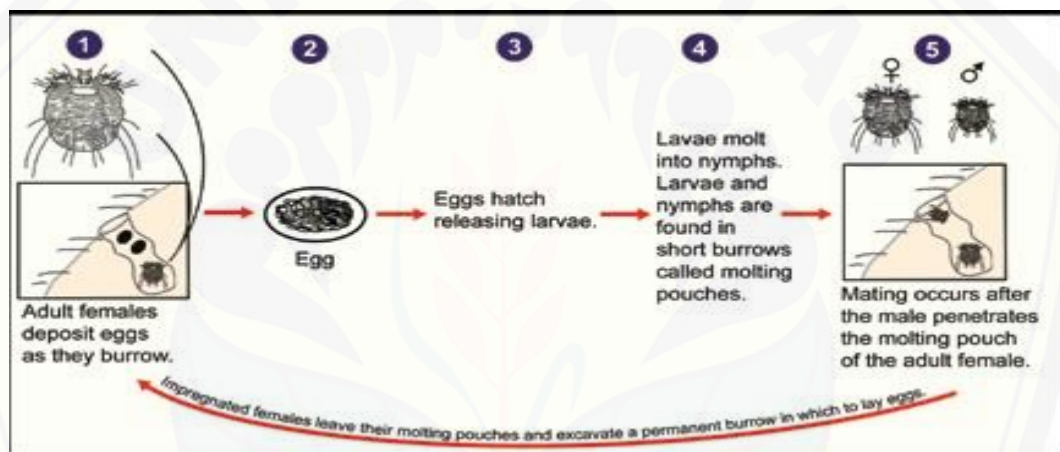 1
2
3
4
5
♀
♂
Adult females
deposit eggs
as they burrow.
Egg
Eggs hatch
releasing larvae.
Lavae molt
into nymphs.
Larvae and
nymphs are
found in
short burrows
called molting
pouches.
Mating occurs after
the male penetrates
the molting pouch
of the adult female.
Impregnated females leave their molting pouches and excavate a permanent burrow in which to lay eggs.